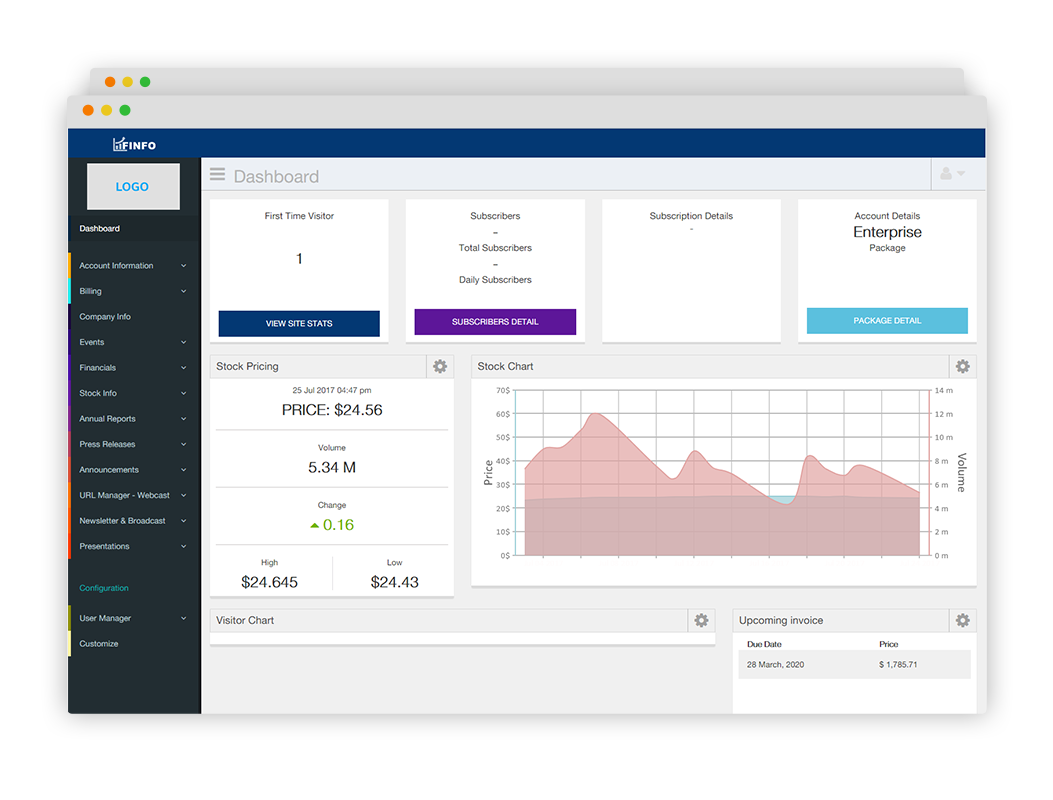 FINFO
LOGO
Dashboard
Dashboard
Account Information
Billing
Company Info
Events
Financials
Stock Info
Annual Reports
Press Releases
Announcements
URL Manager - Webcast
Newsletter & Broadcast
Presentations
Configuration
User Manager
Customize
First Time Visitor
1
VIEW SITE STATS
Subscribers
–
Total Subscribers
–
Daily Subscribers
SUBSCRIBERS DETAIL
Subscription Details
-
Account Details
Enterprise
Package
PACKAGE DETAIL
Stock Pricing
25 Jul 2017 04:47 pm
PRICE: $24.56
Volume
5.34 M
Change
0.16
High
$24.645
Low
$24.43
Stock Chart
Price
70$
60$
50$
40$
30$
20$
10$
0$
14 m
12 m
10 m
8 m
6 m
4 m
2 m
0 m
Volume
Visitor Chart
Upcoming invoice
Due Date Price
28 March, 2020 $ 1,785.71